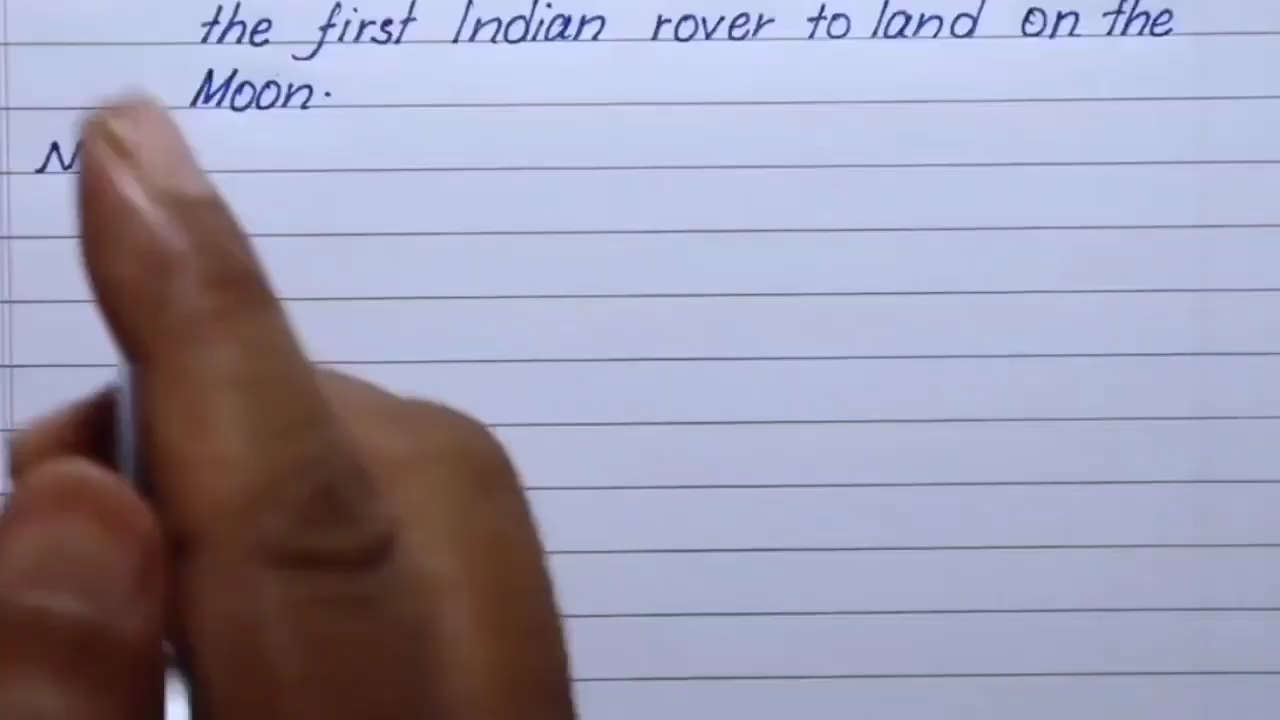 the first Indian rover to land on the
Moon.
N